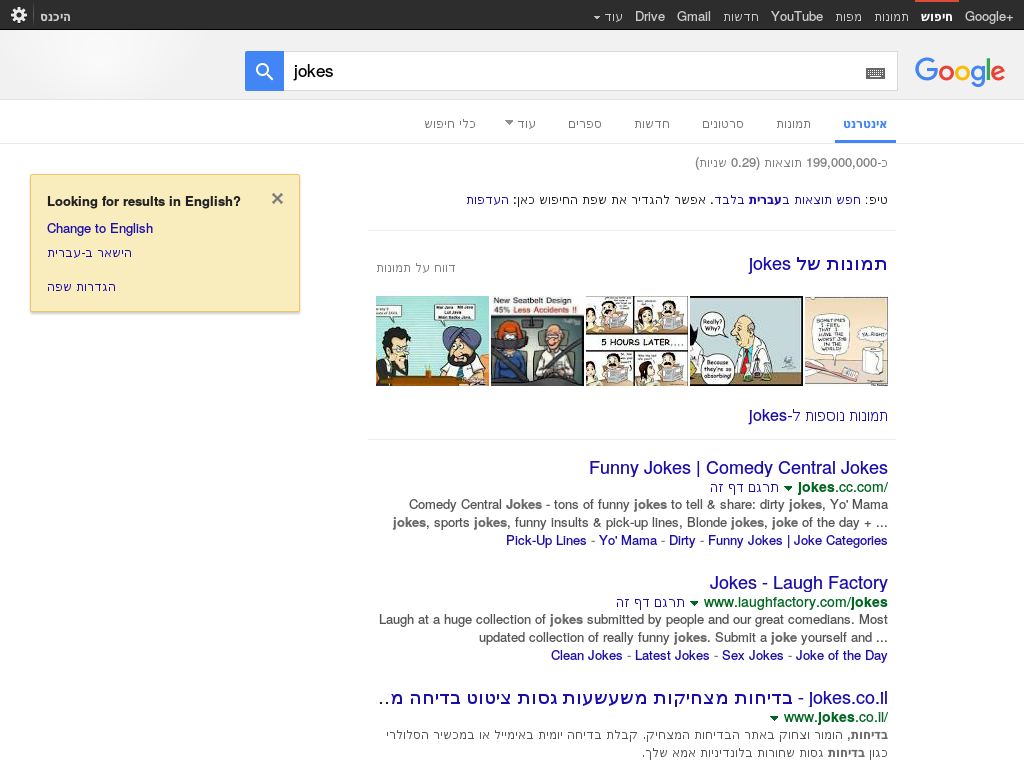 Google+ חיפוש תמונות מפות YouTube חדשות Gmail Drive עוד
היכנס
Google
jokes
אינטרנט תמונות סרטונים חדשות ספרים עוד כלי חיפוש
כ-199,000,000 תוצאות (0.29 שניות)
טיפ: חפש תוצאות בעברית בלבד. אפשר להגדיר את שפת החיפוש כאן: העדפות
Looking for results in English?
Change to English
הישאר ב-עברית
הגדרות שפה
תמונות של jokes
דווח על תמונות
New Seatbelt Design
45% Less Accidents !!
5 HOURS LATER....
Really?
Why?
Because
they're so
absorbing!
SOMETIMES
I FEEL
THAT I
HAVE THE
WORST JOB
IN THE
WORLD!
YA, RIGHT!
תמונות נוספות ל-jokes
Funny Jokes | Comedy Central Jokes
jokes.cc.com/ תרגם דף זה
Comedy Central Jokes - tons of funny jokes to tell & share: dirty jokes, Yo' Mama
jokes, sports jokes, funny insults & pick-up lines, Blonde jokes, joke of the day + ...
Pick-Up Lines - Yo' Mama - Dirty - Funny Jokes | Joke Categories
Jokes - Laugh Factory
www.laughfactory.com/jokes תרגם דף זה
Laugh at a huge collection of jokes submitted by people and our great comedians. Most
updated collection of really funny jokes. Submit a joke yourself and ...
Clean Jokes - Latest Jokes - Sex Jokes - Joke of the Day
jokes.co.il - בדיחות מצחיקות משעשעות גסות ציטוט בדיחה מ...
www.jokes.co.il/
בדיחות, הומור וצחוק באתר הבדיחות המצחיק. קבלת בדיחה יומית באימייל או במכשיר הסלולרי
כגון בדיחות גסות שחורות בלונדיניות אמא שלך.